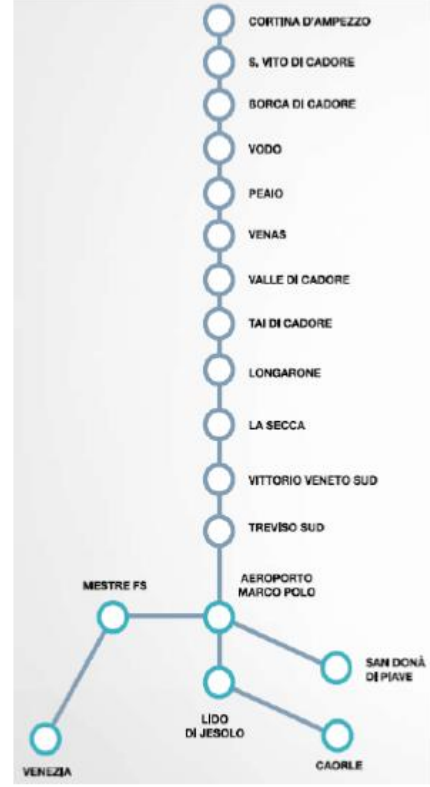 CORTINA D'AMPEZZO
S. VITO DI CADORE
BORCA DI CADORE
VODO
PEAIO
VENAS
VALLE DI CADORE
TAI DI CADORE
LONGARONE
LA SECCA
VITTORIO VENETO SUD
TREVISO SUD
AEROPORTO
MARCO POLO
MESTRE FS
SAN DONÀ
DI PIAVE
LIDO
DI JESOLO
CAORLE
VENEZIA